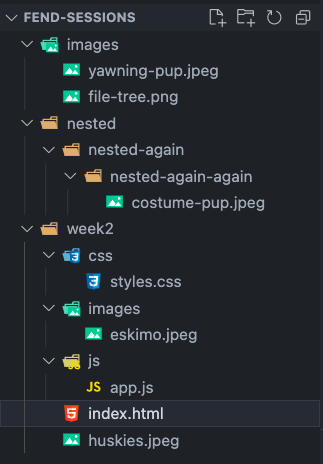 FEND-SESSIONS
images
yawning-pup.jpeg
file-tree.png
nested
nested-again
nested-again-again
costume-pup.jpeg
week2
css
styles.css
images
eskimo.jpeg
js
JS app.js
index.html
huskies.jpeg